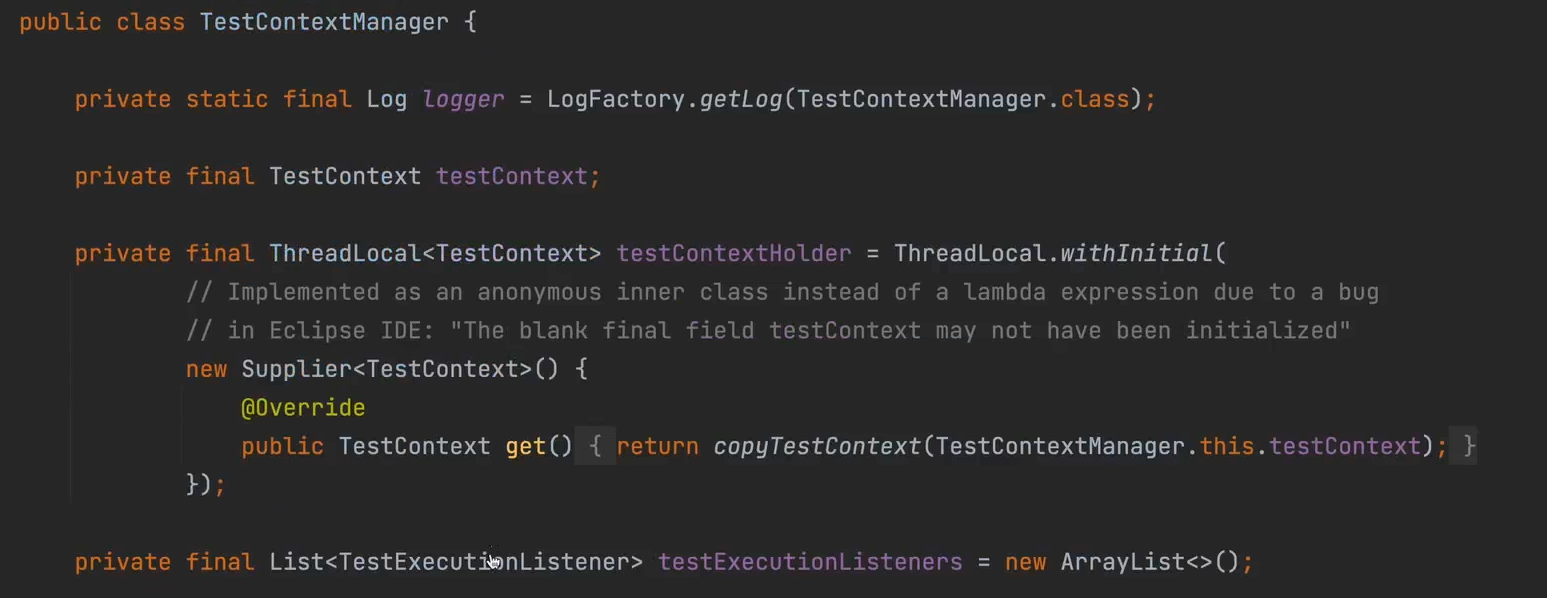 public class TestContextManager {
private static final Log logger = LogFactory.getLog(TestContextManager.class);
private final TestContext testContext;
private final ThreadLocal<TestContext> testContextHolder = ThreadLocal.withInitial(
// Implemented as an anonymous inner class instead of a lambda expression due to a bug
// in Eclipse IDE: "The blank final field testContext may not have been initialized"
new Supplier<TestContext>() {
@Override
public TestContext get() { return copyTestContext(TestContextManager.this.testContext); }
});
private final List<TestExecutionListener> testExecutionListeners = new ArrayList<>();